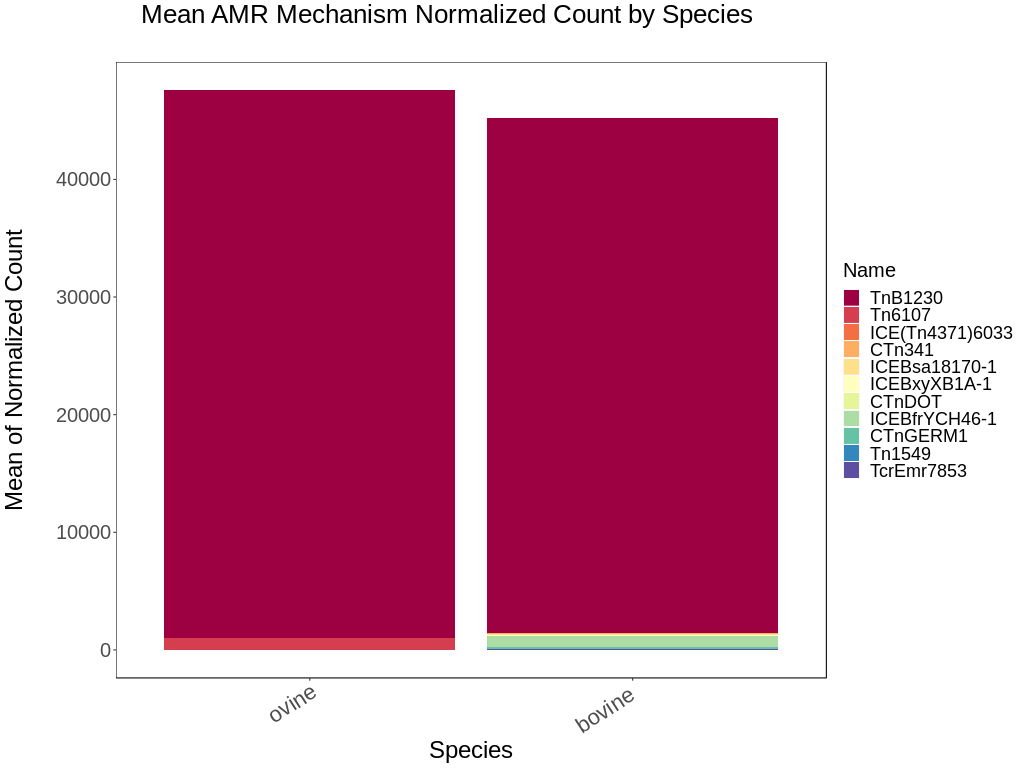 Mean AMR Mechanism Normalized Count by Species
Mean of Normalized Count
40000
30000
20000
10000
0
ovine
bovine
Species
Name
TnB1230
Tn6107
ICE(Tn4371)6033
CTn341
ICEBsa18170-1
ICEBxyXB1A-1
CTnDOT
ICEBfrYCH46-1
CTnGERM1
Tn1549
TcrEmr7853